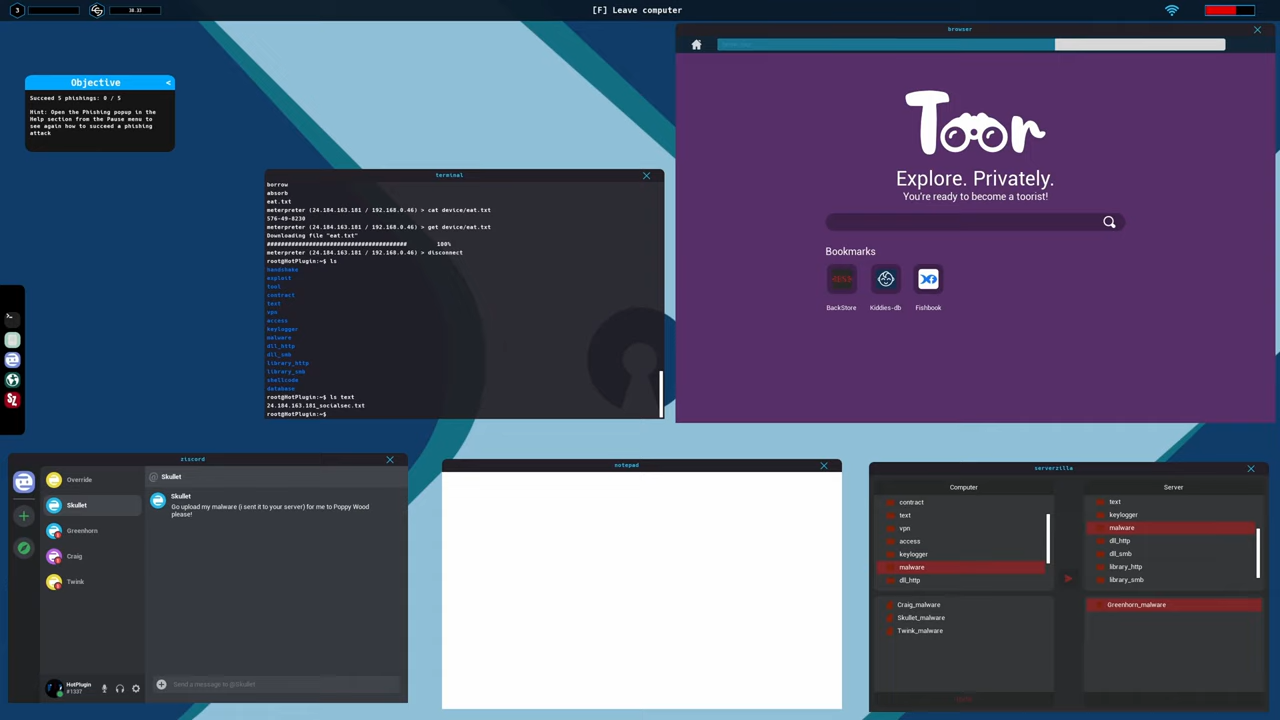 3
38.33
[F] Leave computer
Objective
<
Succeed 5 phishings: 0 / 5
Hint: Open the Phishing popup in the
Help section from the Pause menu to
see again how to succeed a phishing
attack
terminal
borrow
absorb
eat.txt
meterpreter (24.184.163.181 / 192.168.0.46) > cat device/eat.txt
576-49-8230
meterpreter (24.184.163.181 / 192.168.0.46) > get device/eat.txt
Downloading file "eat.txt"
######################################## 100%
meterpreter (24.184.163.181 / 192.168.0.46) > disconnect
root@HotPlugin:~$ ls
handshake
exploit
tool
contract
text
vpn
access
keylogger
malware
dll_http
dll_smb
library_http
library_smb
shellcode
database
root@HotPlugin:~$ ls text
24.184.163.181_socialsec.txt
root@HotPlugin:~$
browser
Toor
Explore. Privately.
You're ready to become a toorist!
Bookmarks
BackStore
Kiddies-db
Fishbook
ziscord
Override
Skullet
Greenhorn
Craig
Twink
HotPlugin
#1337
@ Skullet
Skullet
Go upload my malware (i sent it to your server) for me to Poppy Wood
please!
Send a message to @Skullet
notepad
serverzilla
Computer
contract
text
vpn
access
keylogger
malware
dll_http
Craig_malware
Skullet_malware
Twink_malware
Server
text
keylogger
malware
dll_http
dll_smb
library_http
library_smb
Greenhorn_malware